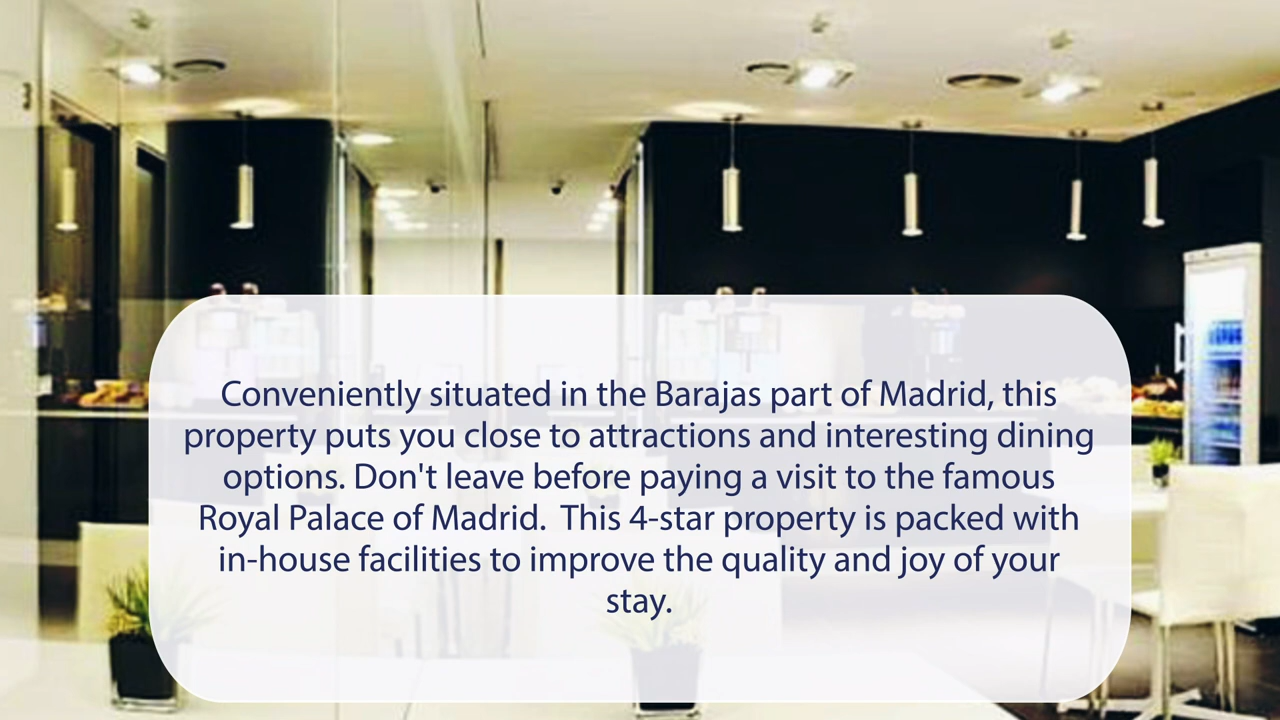 Conveniently situated in the Barajas part of Madrid, this
property puts you close to attractions and interesting dining
options. Don't leave before paying a visit to the famous
Royal Palace of Madrid.  This 4-star property is packed with
in-house facilities to improve the quality and joy of your
stay.